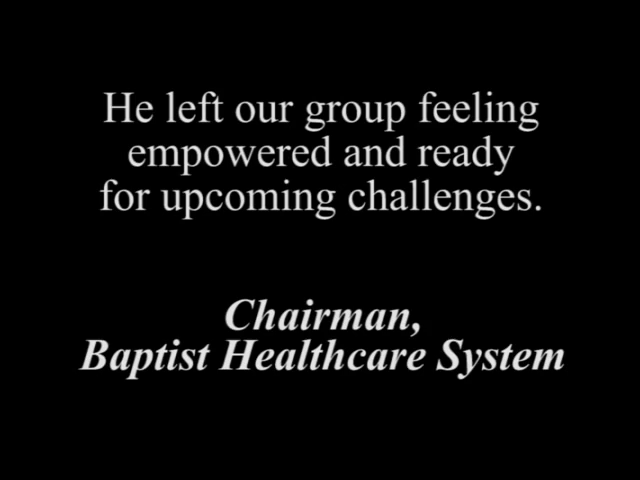 He left our group feeling
empowered and ready
for upcoming challenges.
Chairman,
Baptist Healthcare System